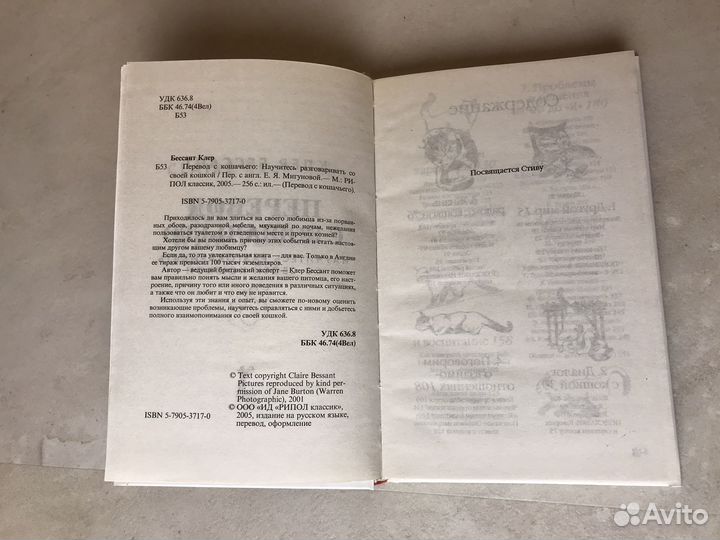 УДК 636.8
ББК 46.74(4Вел)
Б53
Бессант Клер
Б53 Перевод с кошачьего: Научитесь разговаривать со
своей кошкой / Пер. с англ. Е. Я. Мигуновой. — М.: РИ-
ПОЛ классик, 2005.— 256 с.: ил.— (Перевод с кошачьего).
ISBN 5-7905-3717-0
Приходилось ли вам злиться на своего любимца из-за порван-
ных обоев, разодранной мебели, мяуканий по ночам, нежелания
пользоваться туалетом в отведенном месте и прочих козней?
Хотели бы вы понимать причину этих событий и стать настоя-
щим другом вашему любимцу?
Если да, то эта увлекательная книга — для вас. Только в Англии
ее тираж превысил 100 тысяч экземпляров.
Автор — ведущий британский эксперт — Клер Бессант поможет
вам правильно понять мысли и желания вашего питомца, его на-
строение, причину того или иного поведения в различных ситуациях,
а также что он любит и что ему не нравится.
Используя эти знания и опыт, вы сможете по-новому оценить
возникающие проблемы, научитесь справляться с ними и добьетесь
полного взаимопонимания со своей кошкой.
УДК 636.8
ББК 46.74(4Вел)
© Text copyright Claire Bessant
Pictures reproduced by kind per-
mission of Jane Burton (Warren
Photographic), 2001
© ООО «ИД «РИПОЛ классик»,
ISBN 5-7905-3717-0 2005, издание на русском языке,
перевод, оформление
Посвящается Стиву
Avito